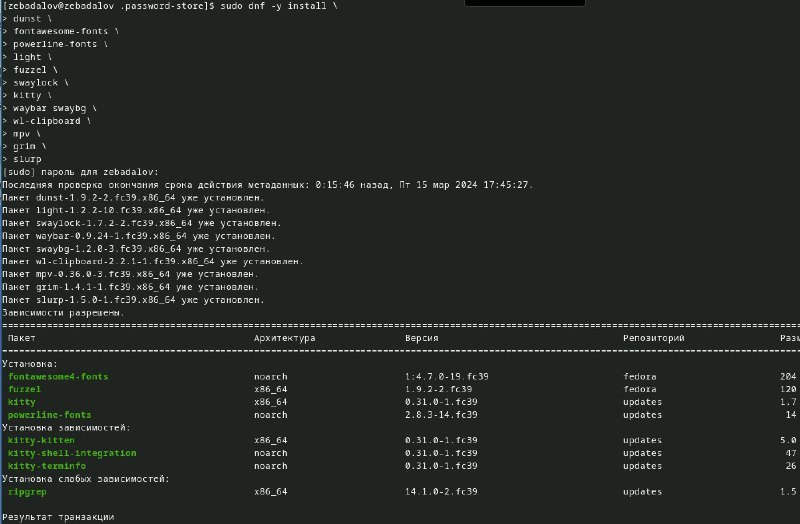 [zebadalov@zebadalov .password-store]$ sudo dnf -y install \
> dunst \
> fontawesome-fonts \
> powerline-fonts \
> light \
> fuzzel \
> swaylock \
> kitty \
> waybar swaybg \
> wl-clipboard \
> mpv \
> grim \
> slurp
[sudo] пароль для zebadalov:
Последняя проверка окончания срока действия метаданных: 0:15:46 назад, Пт 15 мар 2024 17:45:27.
Пакет dunst-1.9.2-2.fc39.x86_64 уже установлен.
Пакет light-1.2.2-10.fc39.x86_64 уже установлен.
Пакет swaylock-1.7.2-2.fc39.x86_64 уже установлен.
Пакет waybar-0.9.24-1.fc39.x86_64 уже установлен.
Пакет swaybg-1.2.0-3.fc39.x86_64 уже установлен.
Пакет wl-clipboard-2.2.1-1.fc39.x86_64 уже установлен.
Пакет mpv-0.36.0-3.fc39.x86_64 уже установлен.
Пакет grim-1.4.1-2.fc39.x86_64 уже установлен.
Пакет slurp-1.5.0-1.fc39.x86_64 уже установлен.
Зависимости разрешены.
Пакет Архитектура Версия Репозиторий Разм
Установка:
fontawesome4-fonts noarch 1:4.7.0-19.fc39 fedora 204
fuzzel x86_64 1.9.2-2.fc39 fedora 120
kitty x86_64 0.31.0-1.fc39 updates 1.7
powerline-fonts noarch 2.8.3-14.fc39 updates 14
Установка зависимостей:
kitty-kitten x86_64 0.31.0-1.fc39 updates 5.0
kitty-shell-integration noarch 0.31.0-1.fc39 updates 47
kitty-terminfo noarch 0.31.0-1.fc39 updates 26
Установка слабых зависимостей:
ripgrep x86_64 14.1.0-2.fc39 updates 1.5
Результат транзакции